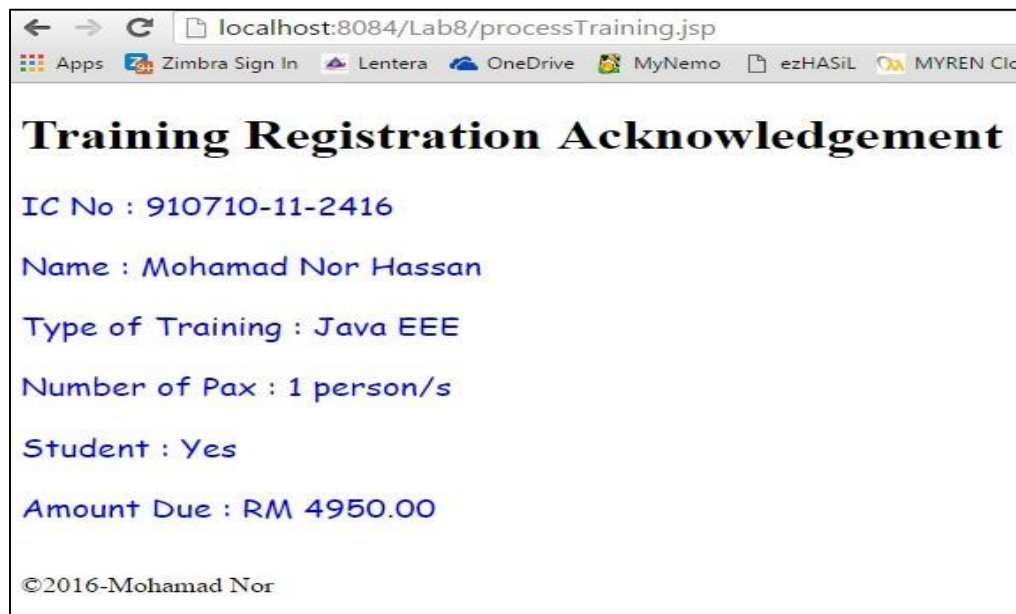 localhost:8084/Lab8/processTraining.jsp
Apps Zimbra Sign In Lentera OneDrive MyNemo ezHASiL MYREN Clo
Training Registration Acknowledgement
IC No : 910710-11-2416
Name : Mohamad Nor Hassan
Type of Training : Java EEE
Number of Pax : 1 person/s
Student : Yes
Amount Due : RM 4950.00
©2016-Mohamad Nor